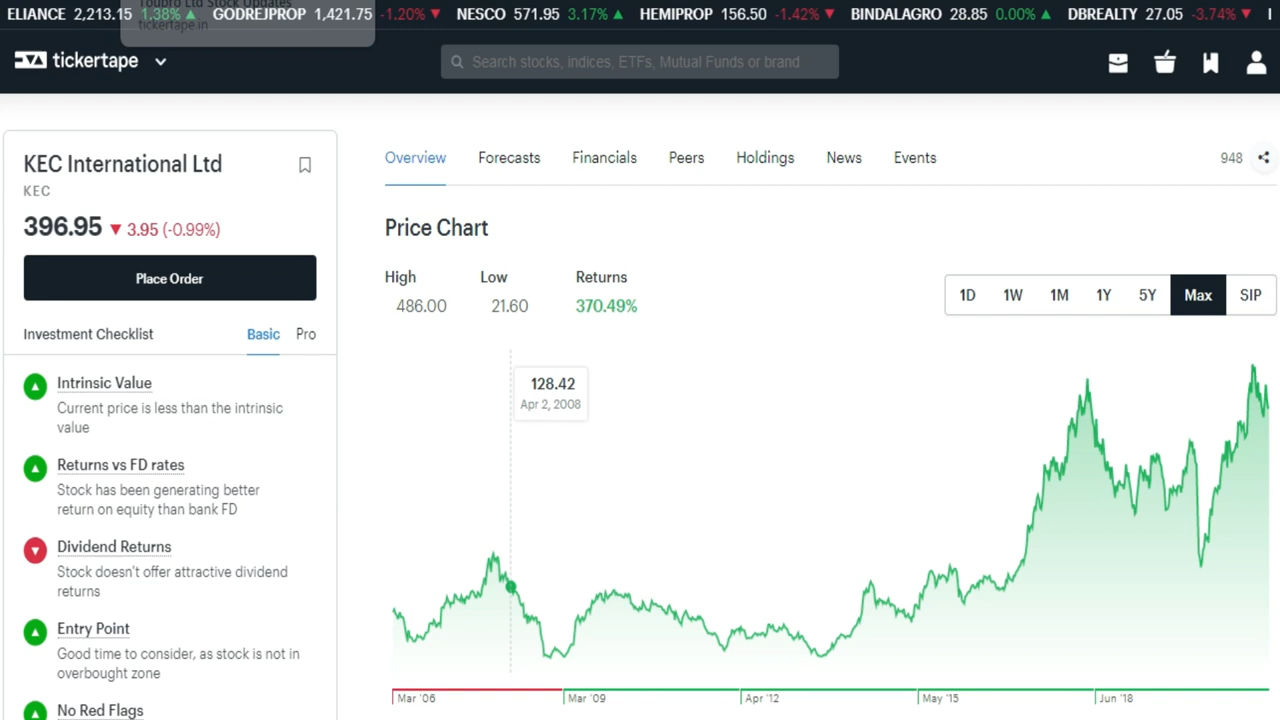 ELIANCE 2,213.15 1.38% ▲ GODREJPROP 1,421.75 -1.20% ▼ NESCO 571.95 3.17% ▲ HEMIPROP 156.50 -1.42% ▼ BINDALAGRO 28.85 0.00% ▲ DBREALTY 27.05 -3.74% ▼
Toubro Ltd Stock Updates
tickertape.in
tickertape
Search stocks, indices, ETFs, Mutual Funds or brand
KEC International Ltd
KEC
396.95 ▼ 3.95 (-0.99%)
Place Order
Investment Checklist Basic Pro
Intrinsic Value
Current price is less than the intrinsic
value
Returns vs FD rates
Stock has been generating better
return on equity than bank FD
Dividend Returns
Stock doesn't offer attractive dividend
returns
Entry Point
Good time to consider, as stock is not in
overbought zone
No Red Flags
Overview Forecasts Financials Peers Holdings News Events 948
Price Chart
High Low Returns
486.00 21.60 370.49%
1D 1W 1M 1Y 5Y Max SIP
128.42
Apr 2, 2008
Mar '06 Mar '09 Apr '12 May '15 Jun '18